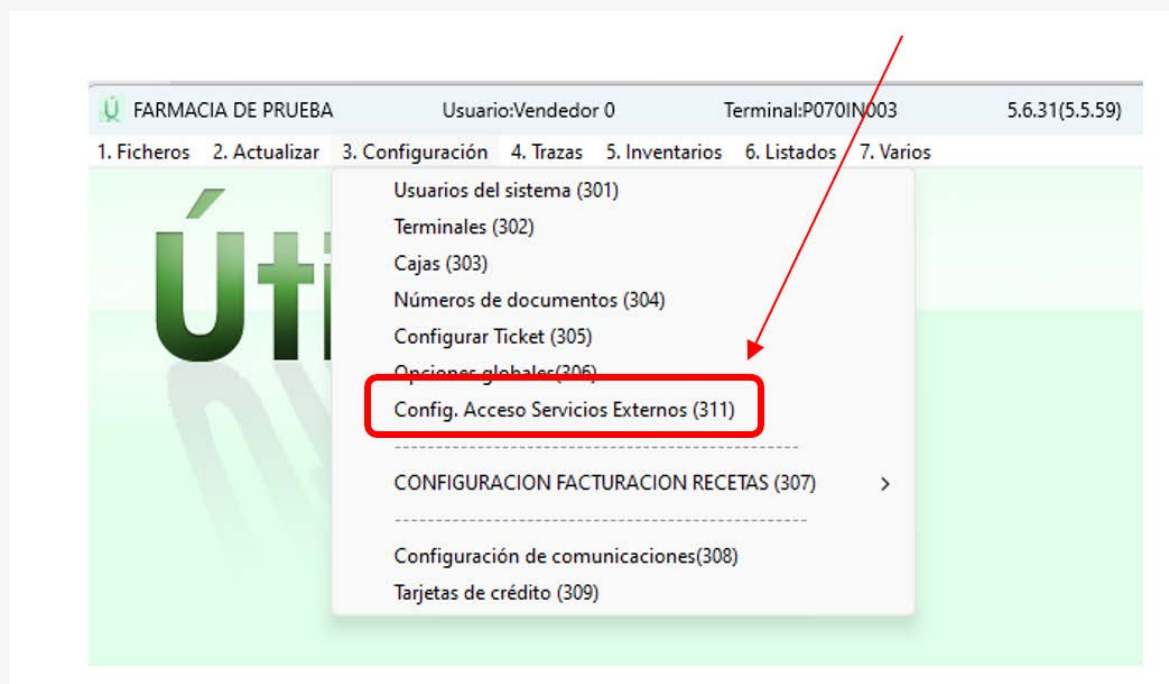 FARMACIA DE PRUEBA Usuario:Vendedor 0 Terminal:P070IN003 5.6.31(5.5.59)
1. Ficheros 2. Actualizar 3. Configuración 4. Trazas 5. Inventarios 6. Listados 7. Varios
Usuarios del sistema (301)
Terminales (302)
Cajas (303)
Números de documentos (304)
Configurar Ticket (305)
Opciones globales(306)
Config. Acceso Servicios Externos (311)
CONFIGURACION FACTURACION RECETAS (307)
Configuración de comunicaciones(308)
Tarjetas de crédito (309)